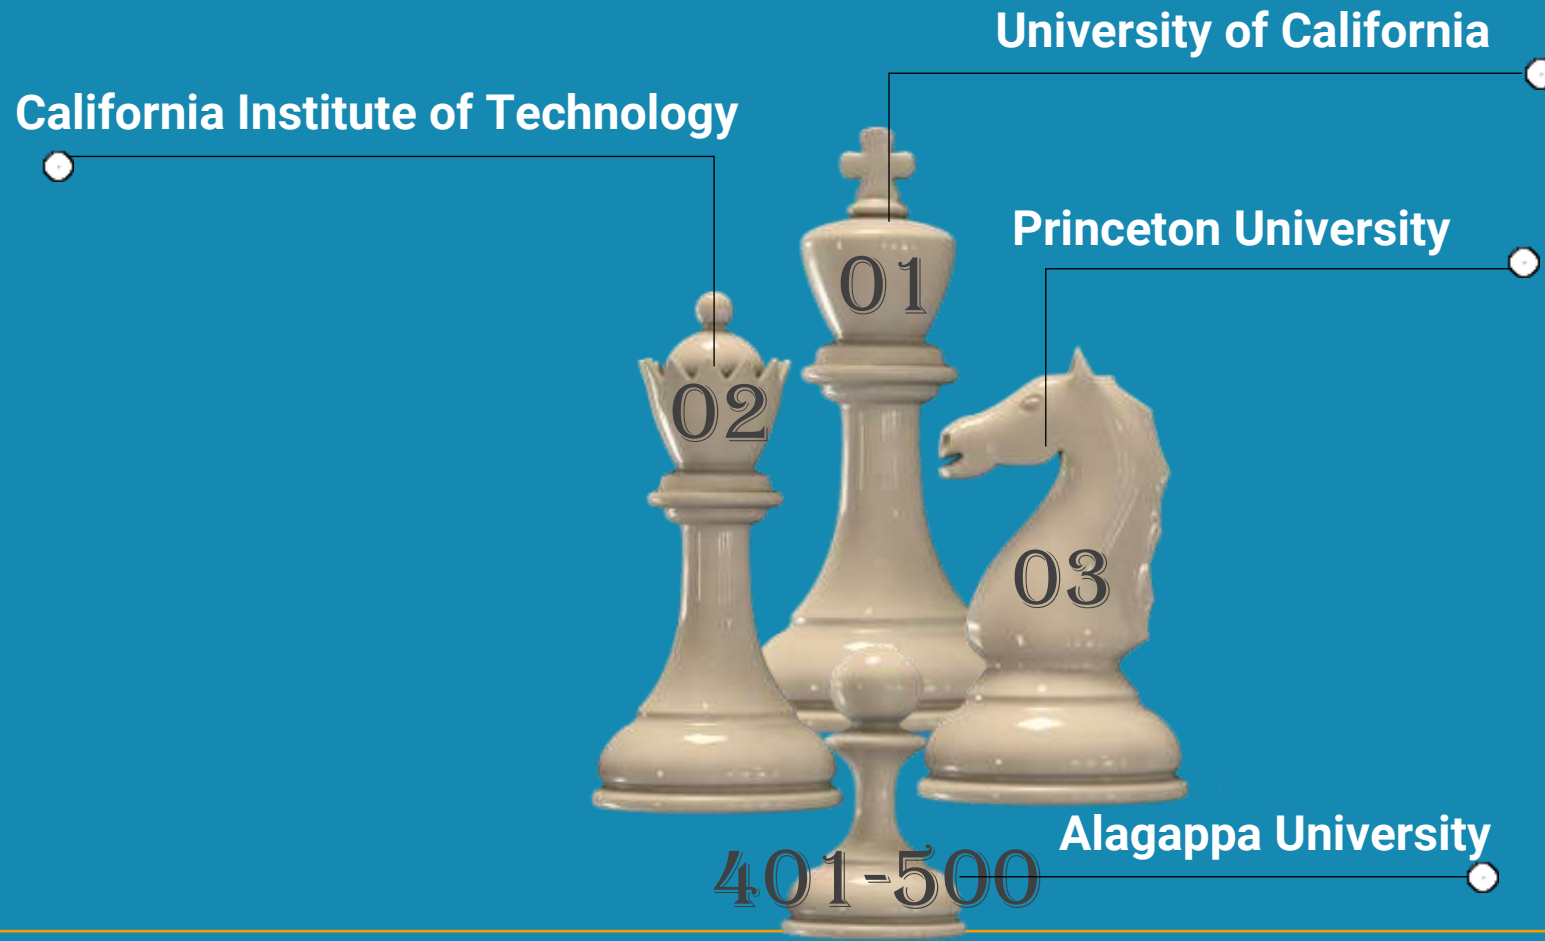 University of California
California Institute of Technology
Princeton University
01
02
03
Alagappa University
401-500